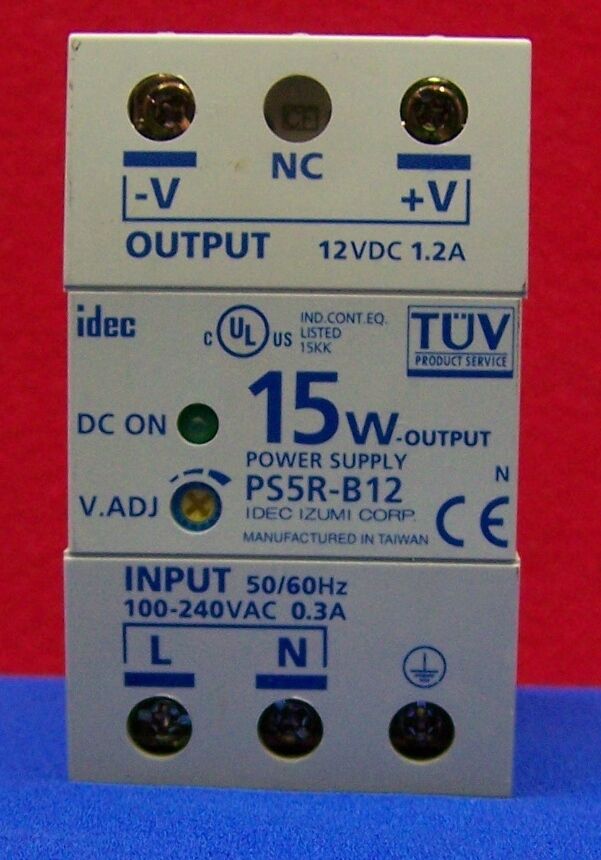 NC
-V +V
OUTPUT 12VDC 1.2A
idec
C UL US
IND.CONT.EQ.
LISTED
15KK
TÜV
PRODUCT SERVICE
DC ON
15W-OUTPUT
POWER SUPPLY
PS5R-B12
N
V.ADJ
IDEC IZUMI CORP.
MANUFACTURED IN TAIWAN
CE
INPUT 50/60Hz
100-240VAC 0.3A
L N